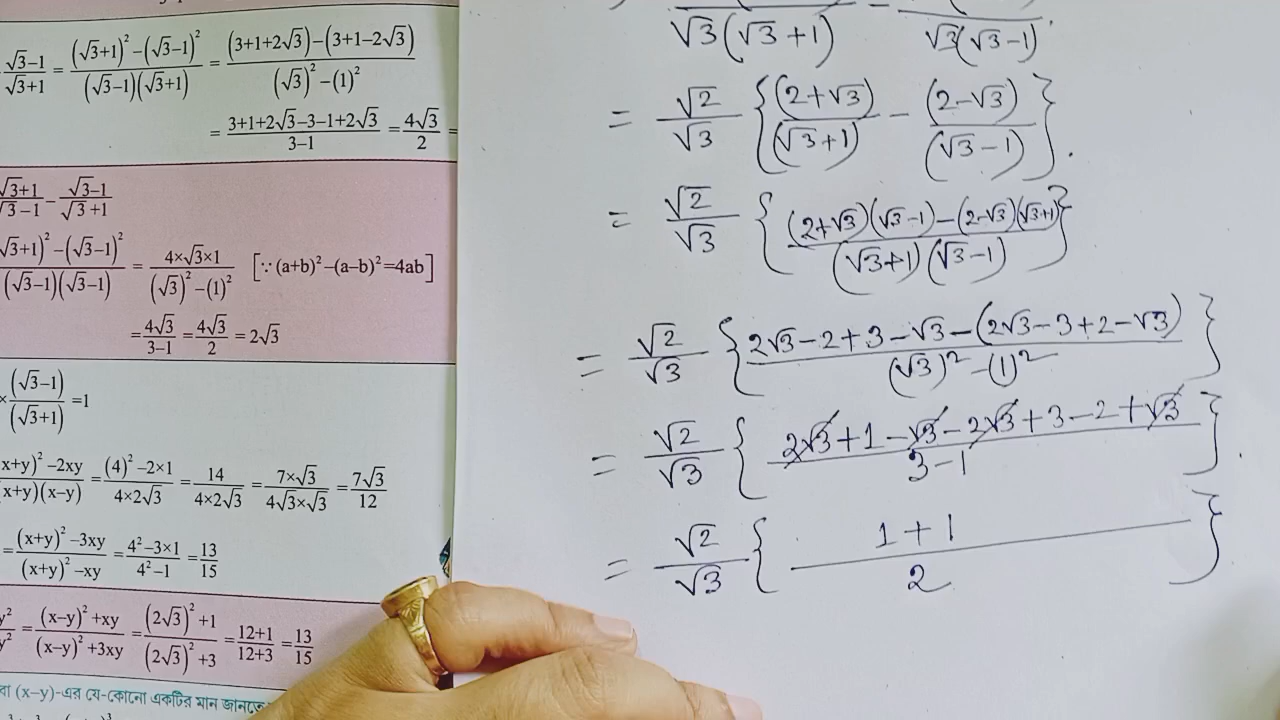 √3-1/√3+1 = (√3+1)²-(√3-1)²/(√3-1)(√3+1) = (3+1+2√3)-(3+1-2√3)/(√3)²-(1)²
= 3+1+2√3-3-1+2√3/3-1 = 4√3/2 =
√3+1/√3-1 - √3-1/√3+1
√3+1)²-(√3-1)²/(√3-1)(√3-1) = 4×√3×1/(√3)²-(1)² [∵(a+b)²-(a-b)²=4ab]
= 4√3/3-1 = 4√3/2 = 2√3
×(√3-1)/(√3+1) =1
x+y)²-2xy/x+y)(x-y) = (4)²-2×1/4×2√3 = 14/4×2√3 = 7×√3/4√3×√3 = 7√3/12
= (x+y)²-3xy/(x+y)²-xy = 4²-3×1/4²-1 = 13/15
y²/y² = (x-y)²+xy/(x-y)²+3xy = (2√3)²+1/(2√3)²+3 = 12+1/12+3 = 13/15
বা (x-y)-এর যে-কোনো একটির মান জানতে
√3(√3+1) - √3(√3-1).
= √2/√3 {(2+√3)/(√3+1) - (2-√3)/(√3-1)}.
= √2/√3 {(2+√3)(√3-1)-(2-√3)(√3+1)/(√3+1)(√3-1)}
= √2/√3 {2√3-2+3-√3-(2√3-3+2-√3)/(√3)²-(1)²}
= √2/√3 {2√3+1-√3-2√3+3-2+√3/3-1}.
= √2/√3 {1+1/2}